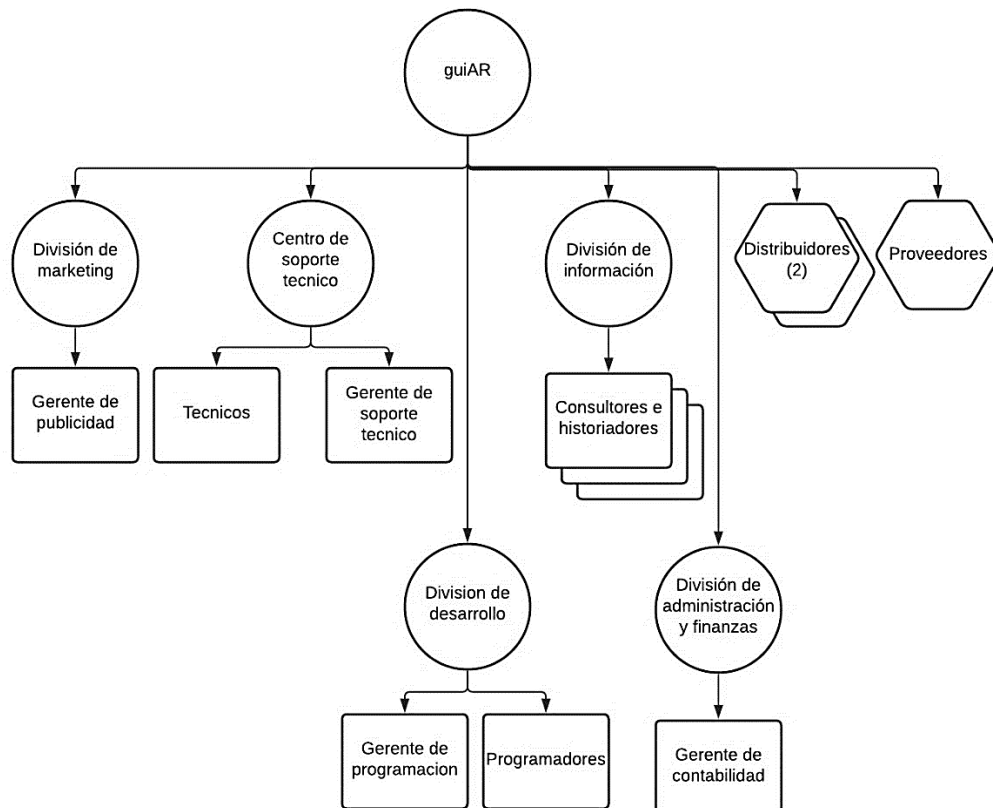 guiAR
División de
marketing
Centro de
soporte
tecnico
División de
información
Distribuidores
(2)
Proveedores
Gerente de
publicidad
Tecnicos
Gerente de
soporte
tecnico
Consultores e
historiadores
Division de
desarrollo
División de
administración
y finanzas
Gerente de
programacion
Programadores
Gerente de
contabilidad